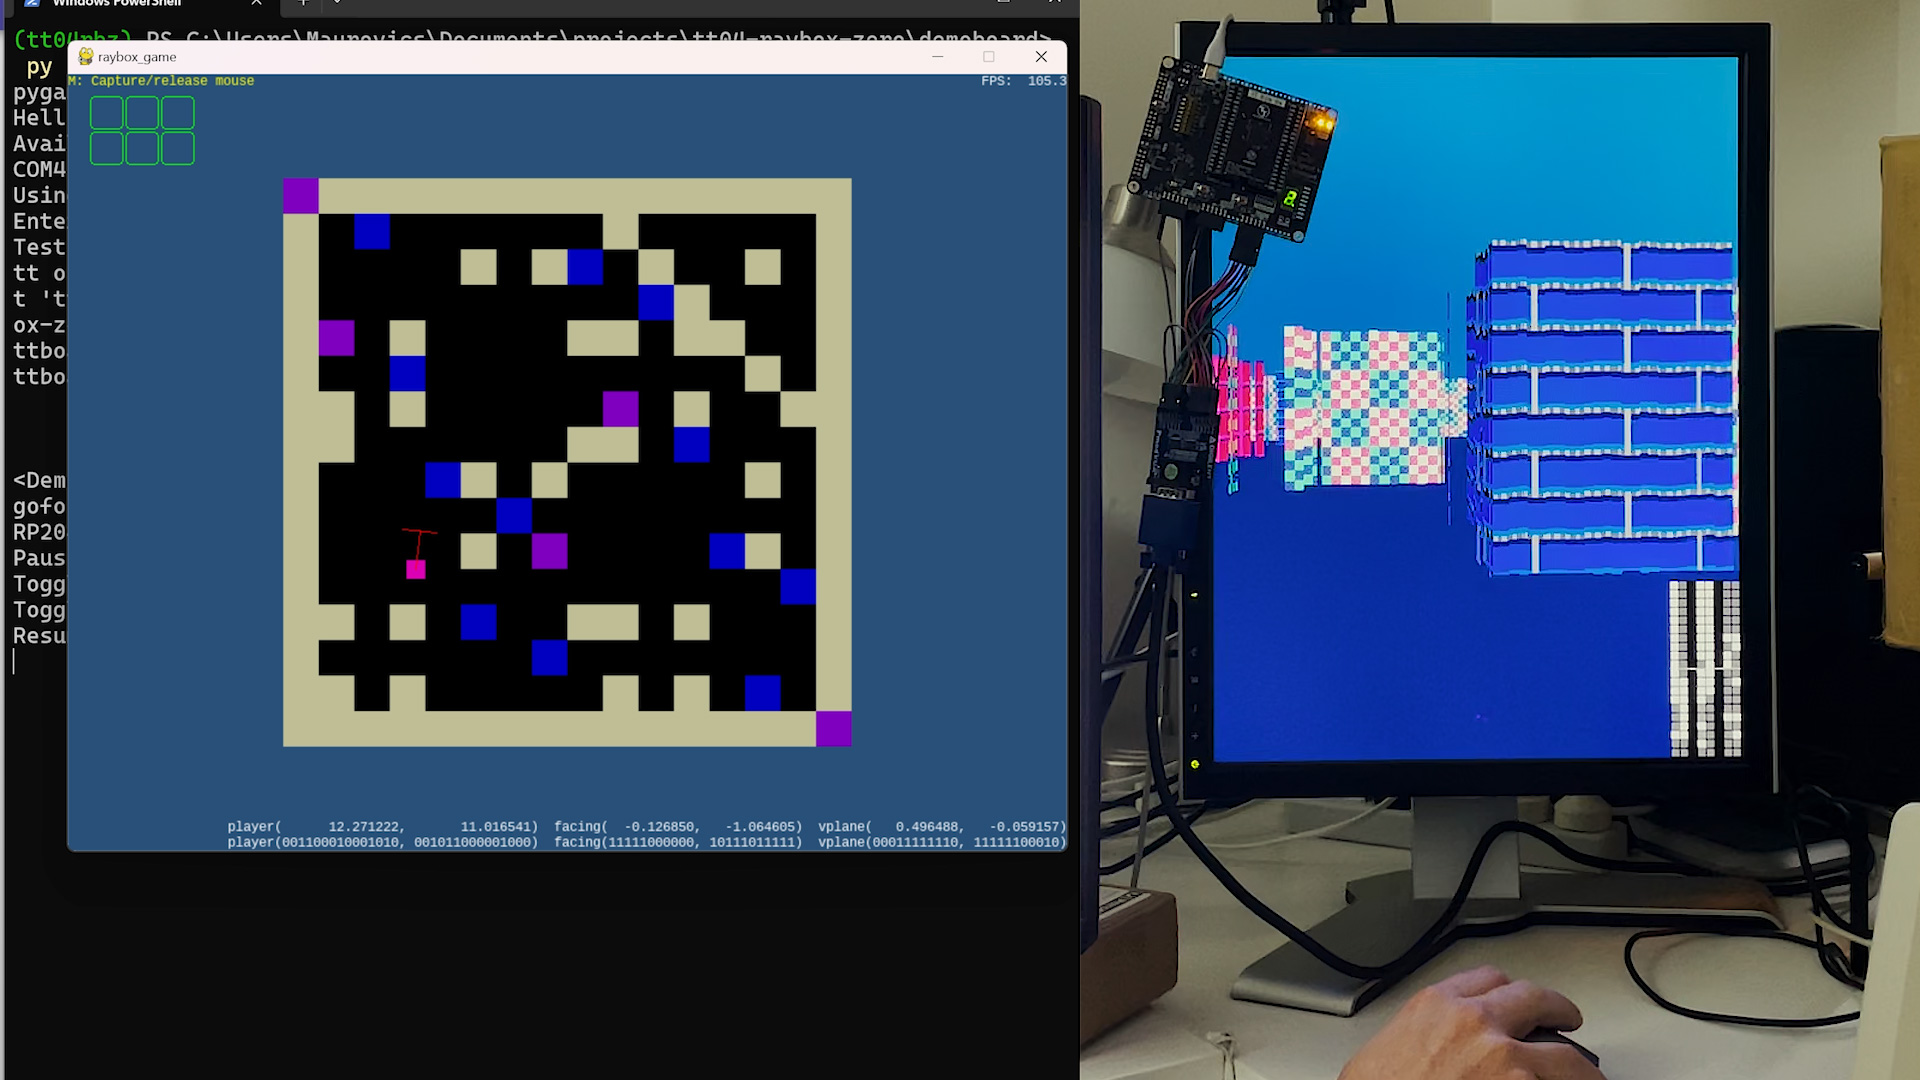 Windows PowerShell
(tt04rbz) PS C:\Users\Maurovics\Documents\projects\tt04-raybox-zero\demoboard>
py
pyga
Hell
Avai
COM4
Usin
Ente
Test
tt o
t 't
ox-z
ttbo
ttbo
<Dem
gofo
RP20
Paus
Togg
Togg
Resu
raybox_game
M: Capture/release mouse
FPS: 105.3
player( 12.271222, 11.016541) facing( -0.126850, -1.064605) vplane( 0.496488, -0.059157)
player(001100010001010, 001011000001000) facing(11111000000, 10111011111) vplane(00011111110, 11111100010)